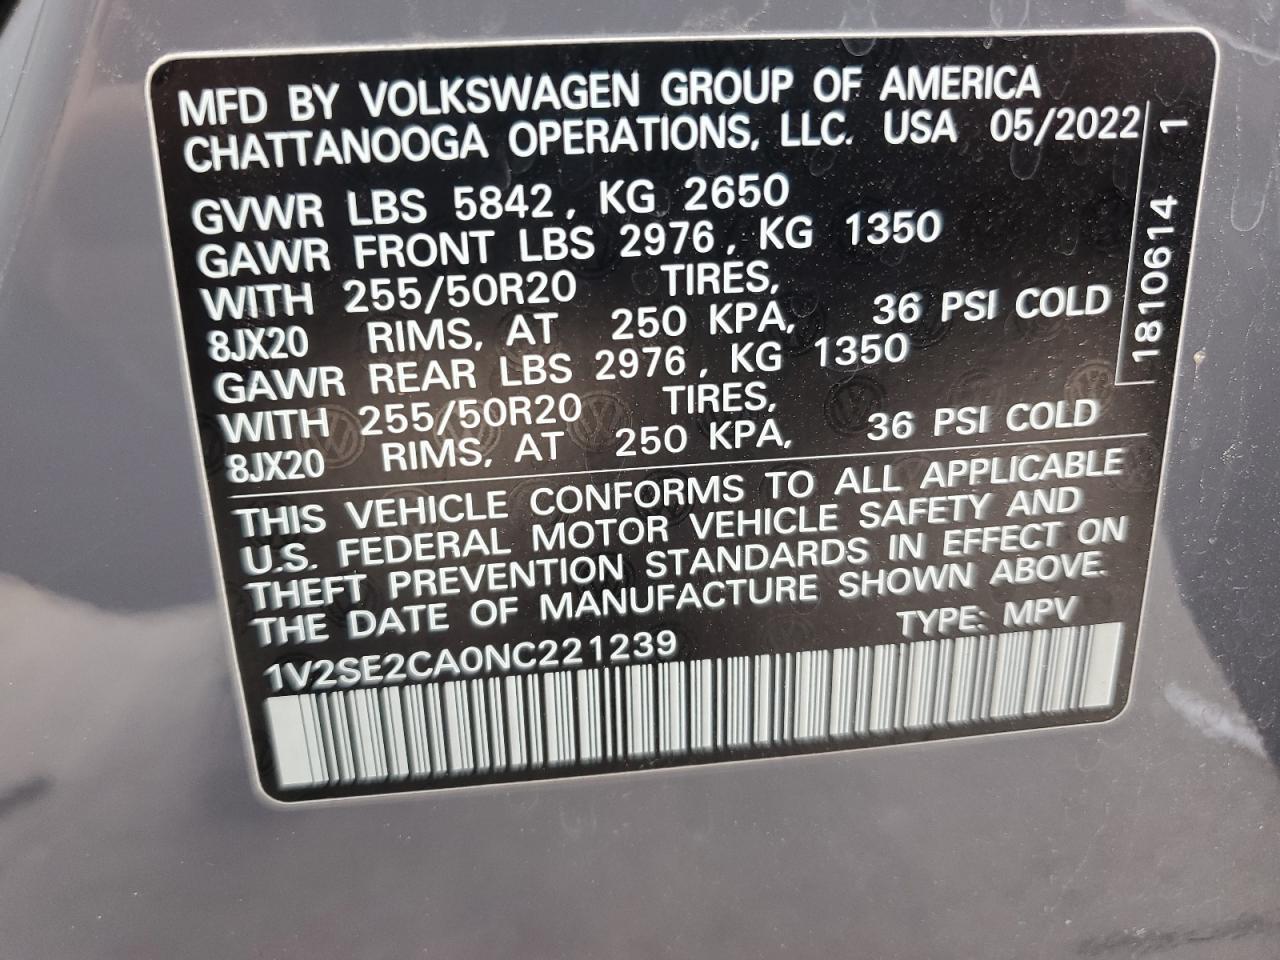 MFD BY VOLKSWAGEN GROUP OF AMERICA
CHATTANOOGA OPERATIONS, LLC. USA 05/2022
GVWR LBS 5842, KG 2650
GAWR FRONT LBS 2976, KG 1350
WITH 255/50R20 TIRES,
8JX20 RIMS, AT 250 KPA, 36 PSI COLD
GAWR REAR LBS 2976, KG 1350
WITH 255/50R20 TIRES,
8JX20 RIMS, AT 250 KPA, 36 PSI COLD
THIS VEHICLE CONFORMS TO ALL APPLICABLE
U.S. FEDERAL MOTOR VEHICLE SAFETY AND
THEFT PREVENTION STANDARDS IN EFFECT ON
THE DATE OF MANUFACTURE SHOWN ABOVE.
1V2SE2CA0NC221239 TYPE: MPV
1810614 1